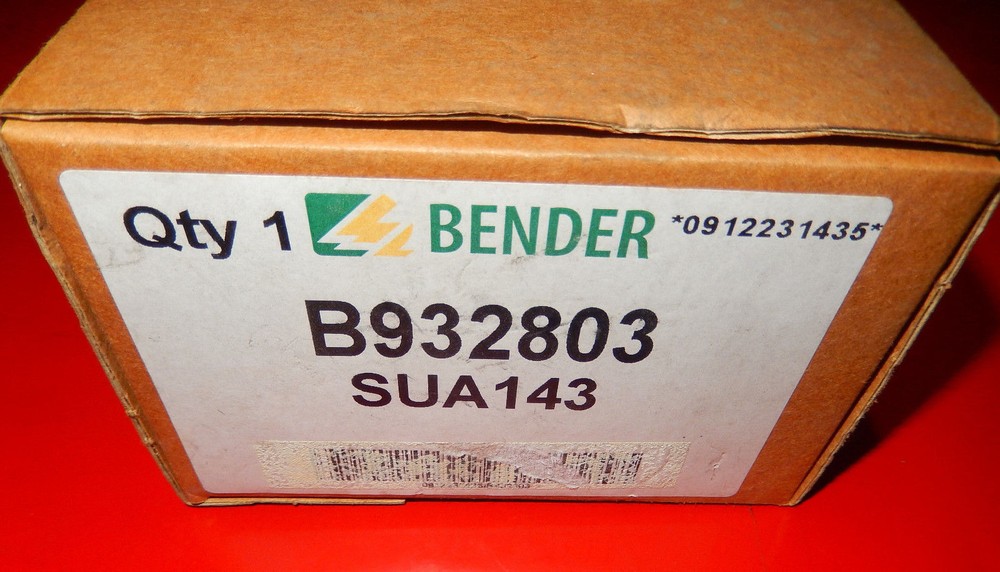 Qty 1 BENDER *0912231435*
B932803
SUA143